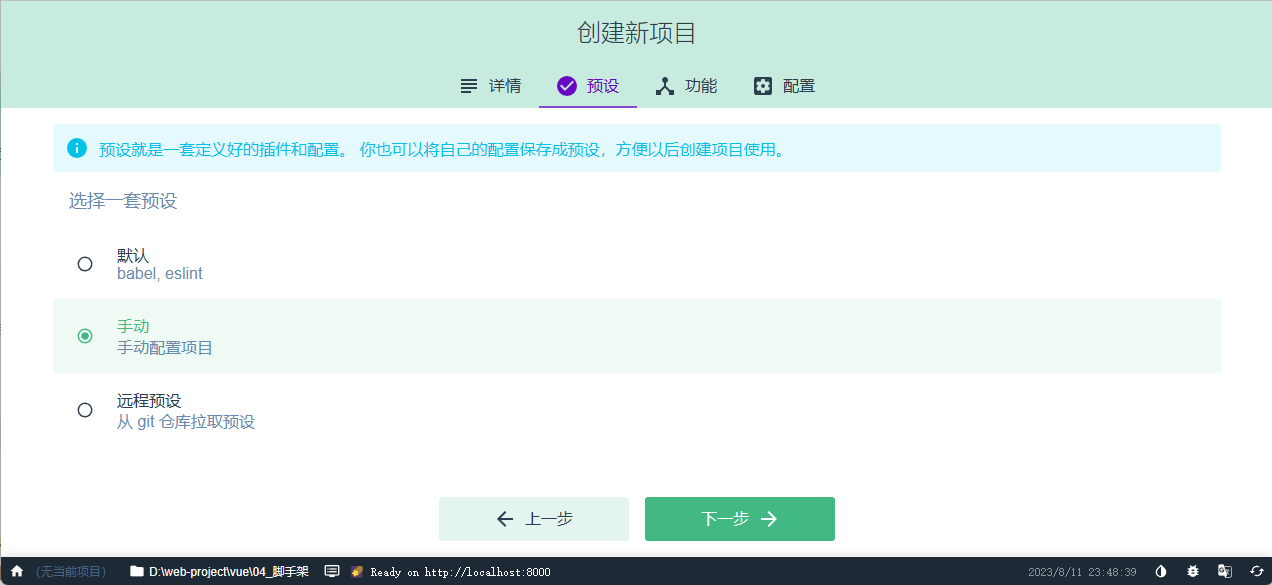 创建新项目
详情 预设 功能 配置
预设就是一套定义好的插件和配置。 你也可以将自己的配置保存成预设，方便以后创建项目使用。
选择一套预设
默认
babel, eslint
手动
手动配置项目
远程预设
从 git 仓库拉取预设
上一步 下一步
(无当前项目) D:\web-project\vue\04_脚手架 Ready on http://localhost:8000 2023/8/11 23:48:39